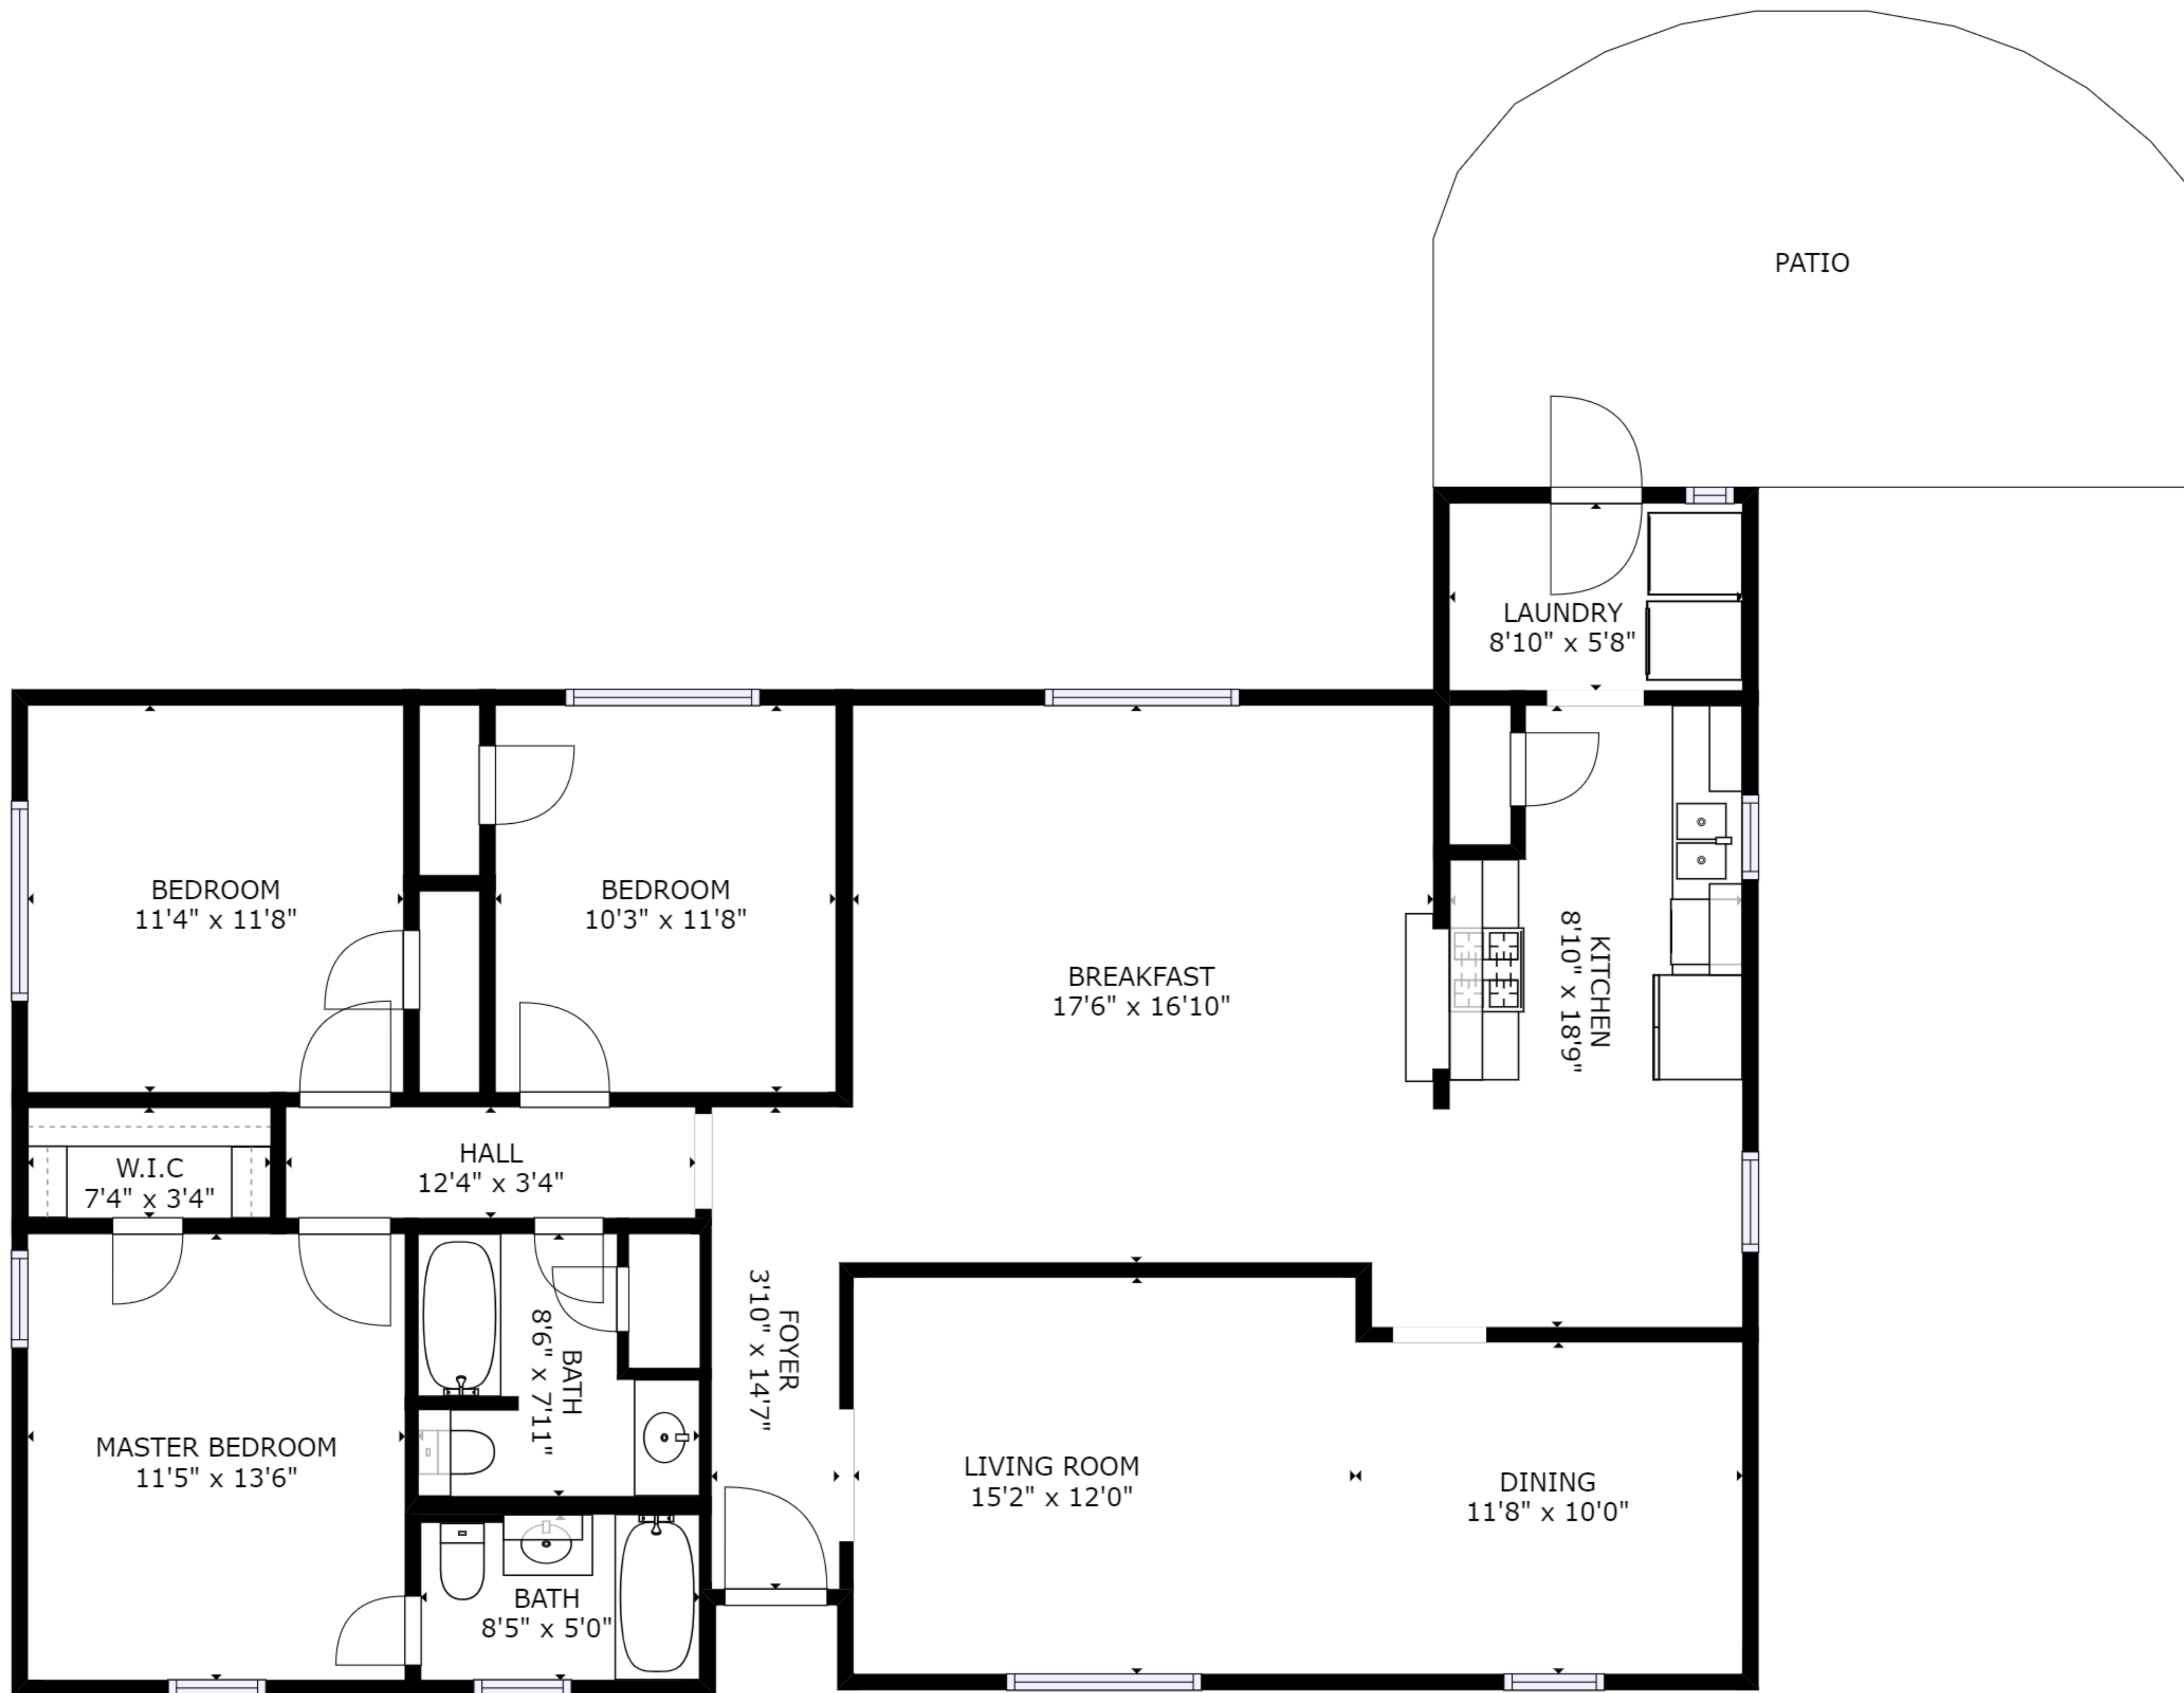 PATIO
LAUNDRY
8'10" x 5'8"
BEDROOM
11'4" x 11'8"
BEDROOM
10'3" x 11'8"
BREAKFAST
17'6" x 16'10"
KITCHEN
8'10" x 18'9"
W.I.C
7'4" x 3'4"
HALL
12'4" x 3'4"
FOYER
3'10" x 14'7"
BATH
8'6" x 7'11"
MASTER BEDROOM
11'5" x 13'6"
LIVING ROOM
15'2" x 12'0"
DINING
11'8" x 10'0"
BATH
8'5" x 5'0"